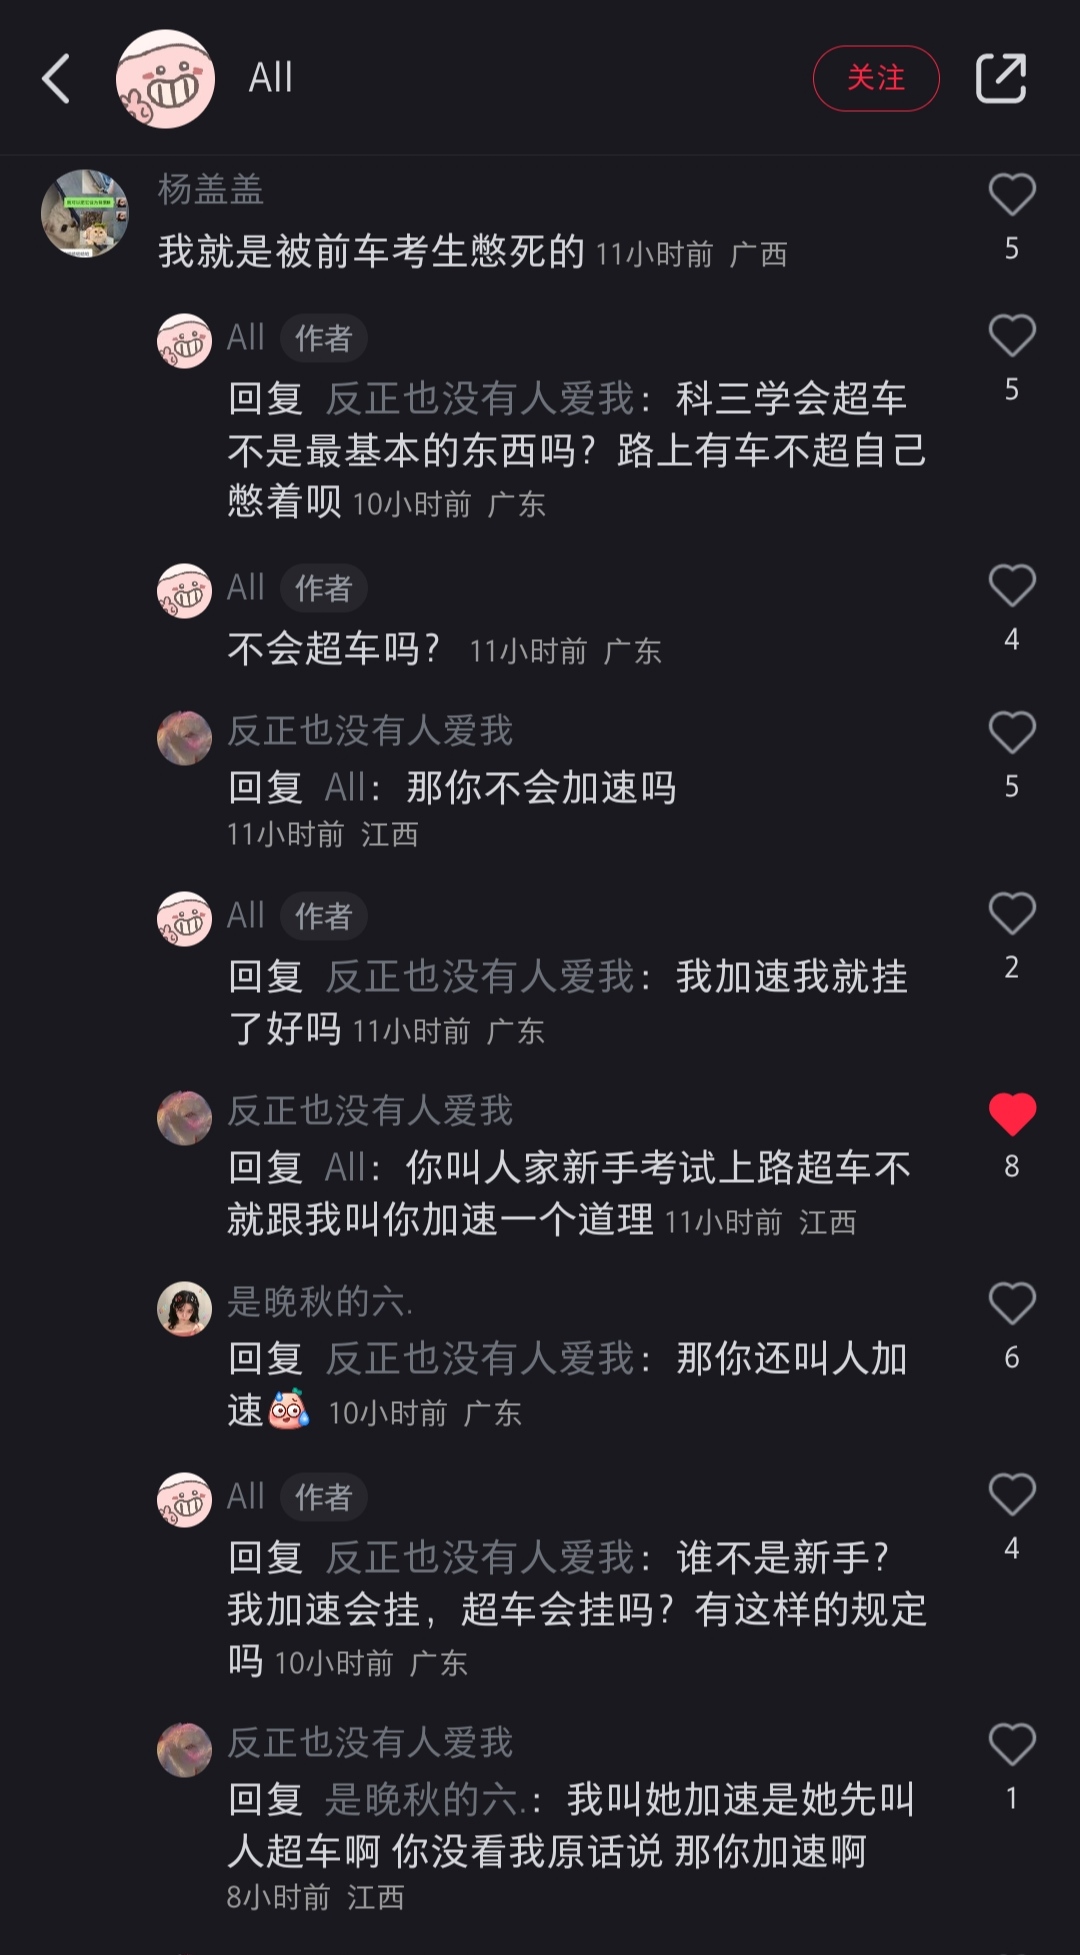 All
关注
杨盖盖
我就是被前车考生憋死的 11小时前 广西
5
All 作者
回复 反正也没有人爱我：科三学会超车
不是最基本的东西吗？路上有车不超自己
憋着呗 10小时前 广东
5
All 作者
不会超车吗？ 11小时前 广东
4
反正也没有人爱我
回复 All：那你不会加速吗
11小时前 江西
5
All 作者
回复 反正也没有人爱我：我加速我就挂
了好吗 11小时前 广东
2
反正也没有人爱我
回复 All：你叫人家新手考试上路超车不
就跟我叫你加速一个道理 11小时前 江西
8
是晚秋的六.
回复 反正也没有人爱我：那你还叫人加
速 10小时前 广东
6
All 作者
回复 反正也没有人爱我：谁不是新手？
我加速会挂，超车会挂吗？有这样的规定
吗 10小时前 广东
4
反正也没有人爱我
回复 是晚秋的六.：我叫她加速是她先叫
人超车啊 你没看我原话说 那你加速啊
8小时前 江西
1